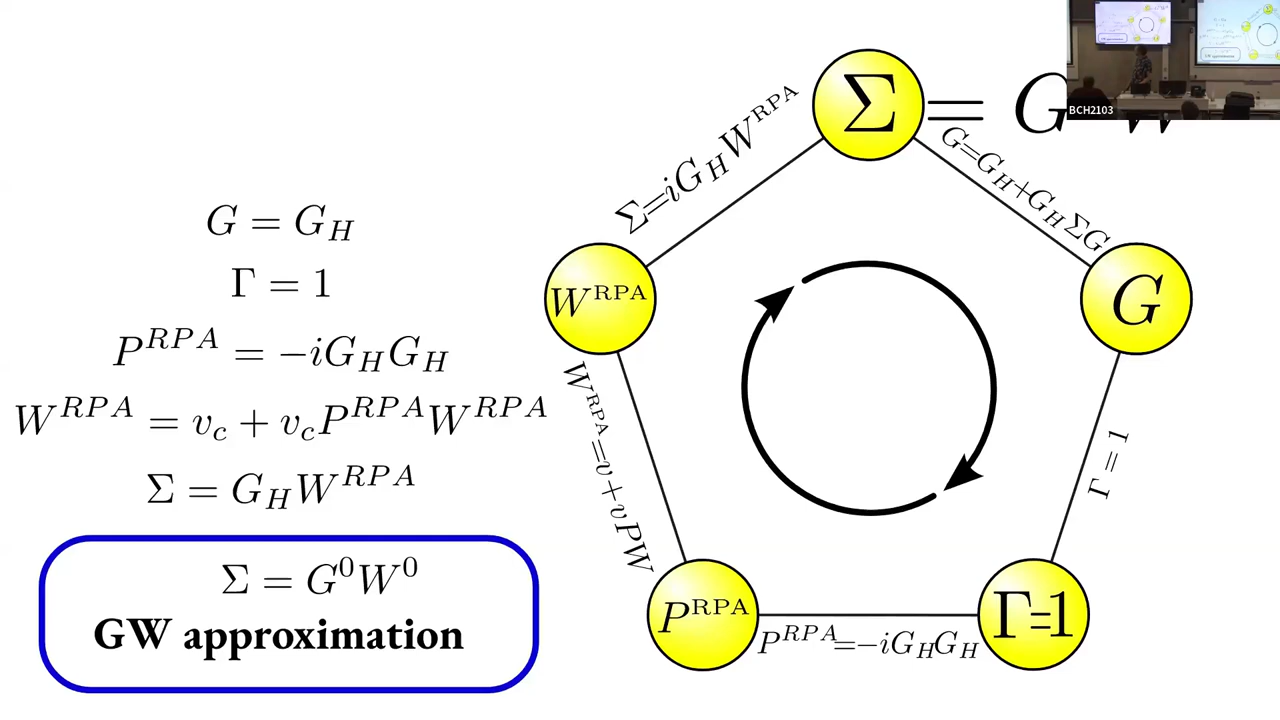 G = G_H
Γ = 1
P^{RPA} = −iG_H G_H
W^{RPA} = v_c + v_c P^{RPA} W^{RPA}
Σ = G_H W^{RPA}
Σ = G^0 W^0
GW approximation
Σ = G
BCH2103
Σ=iG_H W^{RPA}
G=G_H+G_H ΣG
W^{RPA}
G
W^{RPA}=v+vPW
Γ = 1
P^{RPA}
P^{RPA}=−iG_H G_H
Γ=1